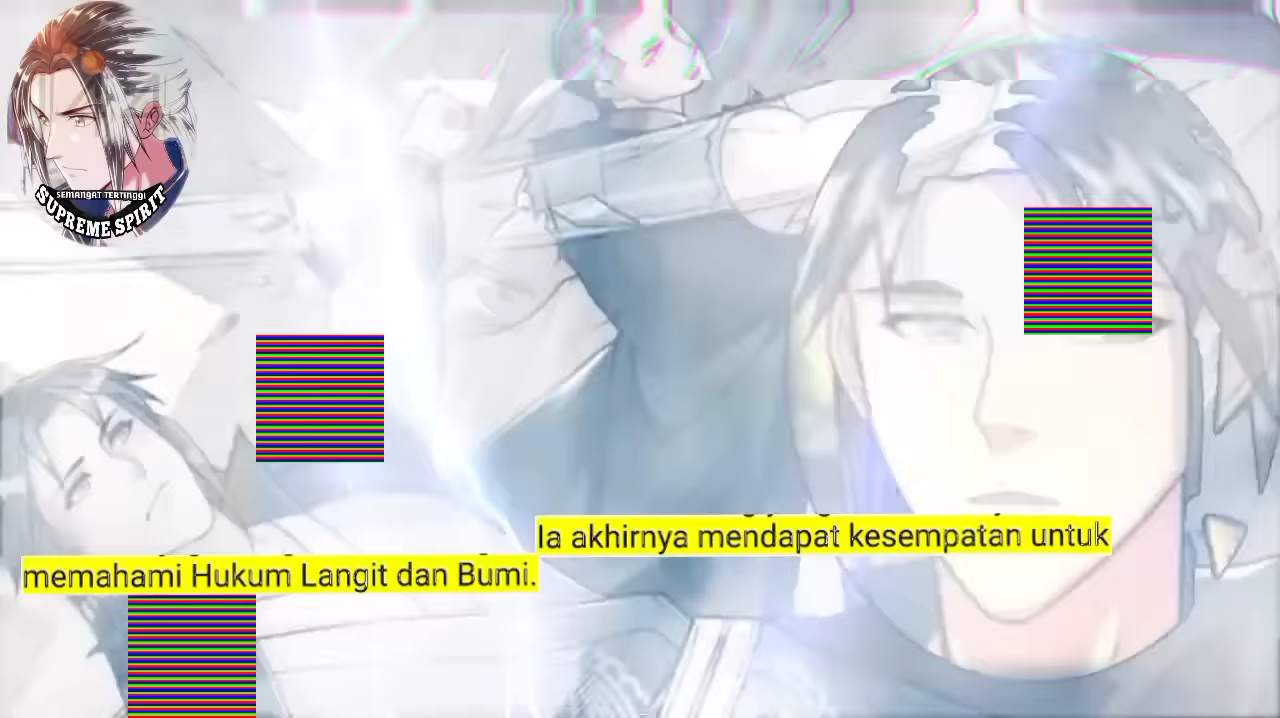 SEMANGAT TERTINGGI
SUPREME SPIRIT
Ia akhirnya mendapat kesempatan untuk
memahami Hukum Langit dan Bumi.